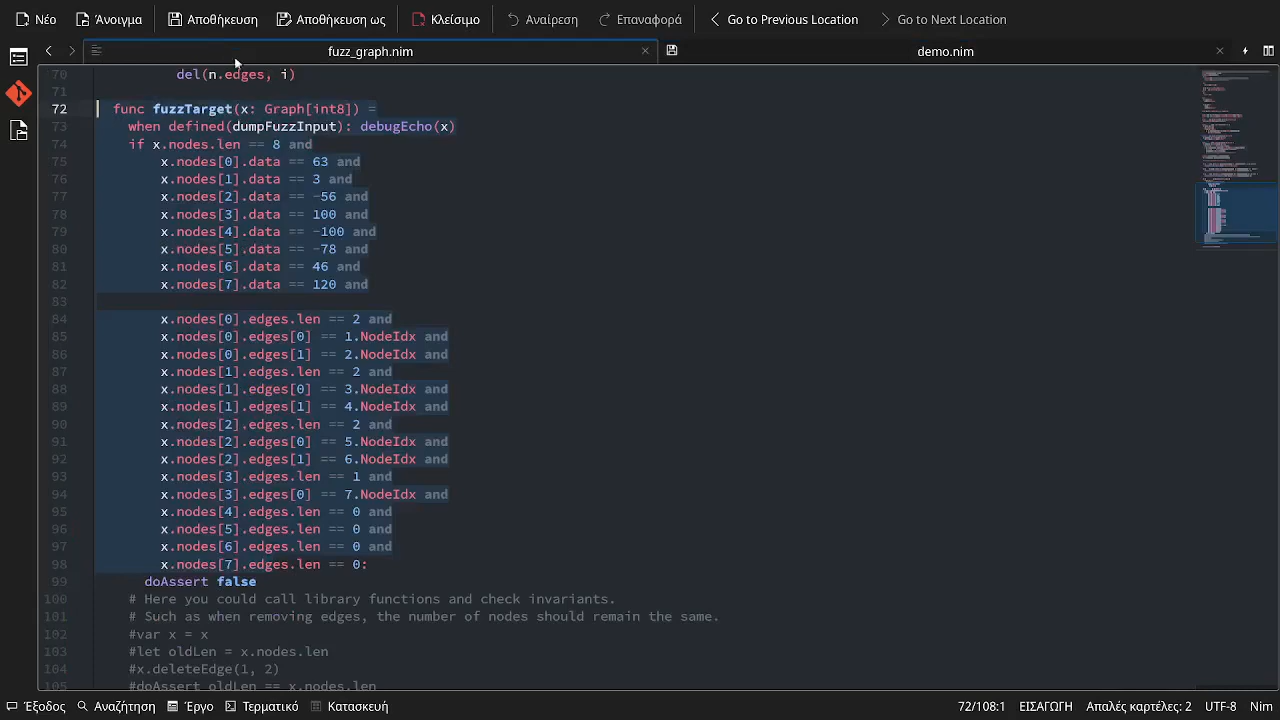 Νέο Άνοιγμα Αποθήκευση Αποθήκευση ως Κλείσιμο Αναίρεση Επαναφορά Go to Previous Location Go to Next Location
fuzz_graph.nim demo.nim
70 del(n.edges, i)
71
72 func fuzzTarget(x: Graph[int8]) =
73 when defined(dumpFuzzInput): debugEcho(x)
74 if x.nodes.len == 8 and
75 x.nodes[0].data == 63 and
76 x.nodes[1].data == 3 and
77 x.nodes[2].data == -56 and
78 x.nodes[3].data == 100 and
79 x.nodes[4].data == -100 and
80 x.nodes[5].data == -78 and
81 x.nodes[6].data == 46 and
82 x.nodes[7].data == 120 and
83
84 x.nodes[0].edges.len == 2 and
85 x.nodes[0].edges[0] == 1.NodeIdx and
86 x.nodes[0].edges[1] == 2.NodeIdx and
87 x.nodes[1].edges.len == 2 and
88 x.nodes[1].edges[0] == 3.NodeIdx and
89 x.nodes[1].edges[1] == 4.NodeIdx and
90 x.nodes[2].edges.len == 2 and
91 x.nodes[2].edges[0] == 5.NodeIdx and
92 x.nodes[2].edges[1] == 6.NodeIdx and
93 x.nodes[3].edges.len == 1 and
94 x.nodes[3].edges[0] == 7.NodeIdx and
95 x.nodes[4].edges.len == 0 and
96 x.nodes[5].edges.len == 0 and
97 x.nodes[6].edges.len == 0 and
98 x.nodes[7].edges.len == 0:
99 doAssert false
100 # Here you could call library functions and check invariants.
101 # Such as when removing edges, the number of nodes should remain the same.
102 #var x = x
103 #let oldLen = x.nodes.len
104 #x.deleteEdge(1, 2)
105 #doAssert oldLen == x.nodes.len
Έξοδος Αναζήτηση Έργο Τερματικό Κατασκευή 72/108:1 ΕΙΣΑΓΩΓΗ Απαλές καρτέλες: 2 UTF-8 Nim